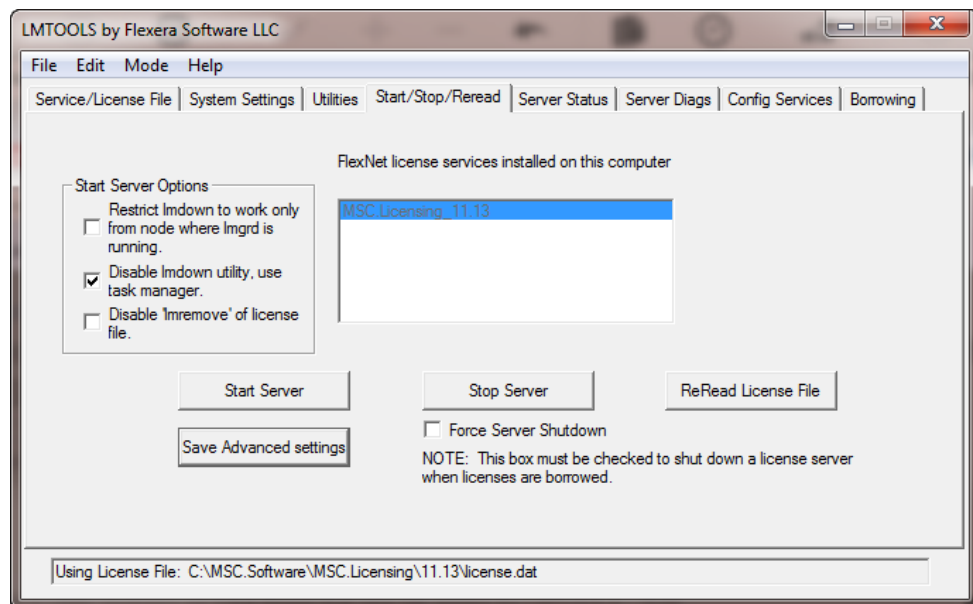 LMTOOLS by Flexera Software LLC
File Edit Mode Help
Service/License File System Settings Utilities Start/Stop/Reread Server Status Server Diags Config Services Borrowing
FlexNet license services installed on this computer
Start Server Options
Restrict lmdown to work only
from node where lmgrd is
running.
Disable lmdown utility, use
task manager.
Disable 'lmremove' of license
file.
MSC.Licensing_11.13
Start Server
Stop Server
ReRead License File
Save Advanced settings
Force Server Shutdown
NOTE: This box must be checked to shut down a license server
when licenses are borrowed.
Using License File: C:\MSC.Software\MSC.Licensing\11.13\license.dat